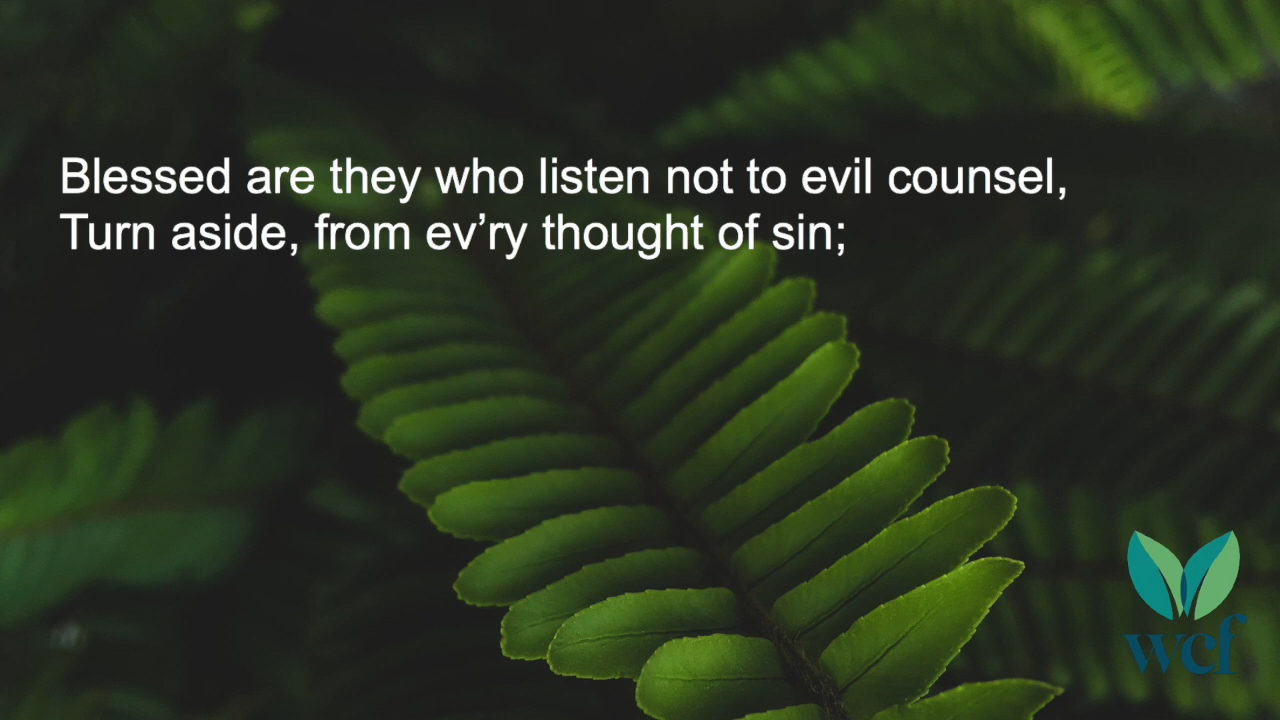 Blessed are they who listen not to evil counsel,
Turn aside, from ev’ry thought of sin;
wcf